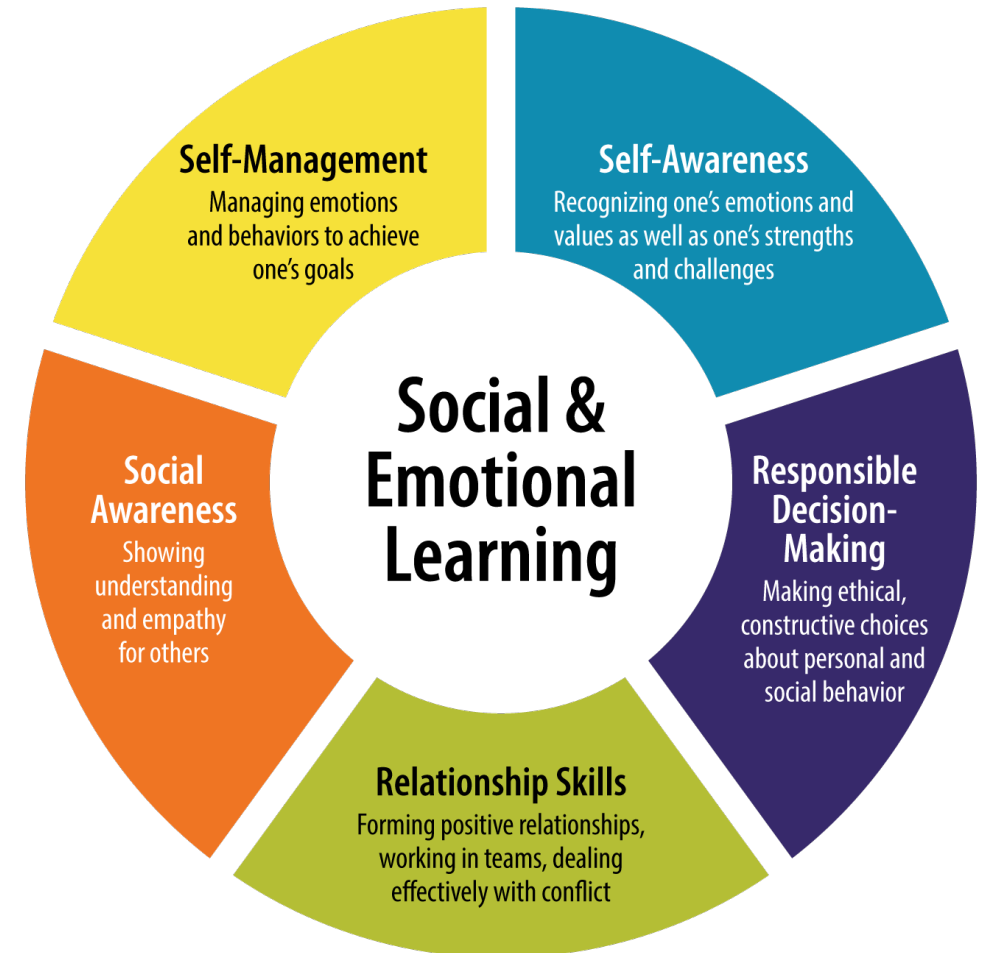 Social &
Emotional
Learning
Self-Awareness
Recognizing one’s emotions and
values as well as one’s strengths
and challenges
Responsible
Decision-
Making
Making ethical,
constructive choices
about personal and
social behavior
Relationship Skills
Forming positive relationships,
working in teams, dealing
effectively with conflict
Social
Awareness
Showing
understanding
and empathy
for others
Self-Management
Managing emotions
and behaviors to achieve
one’s goals